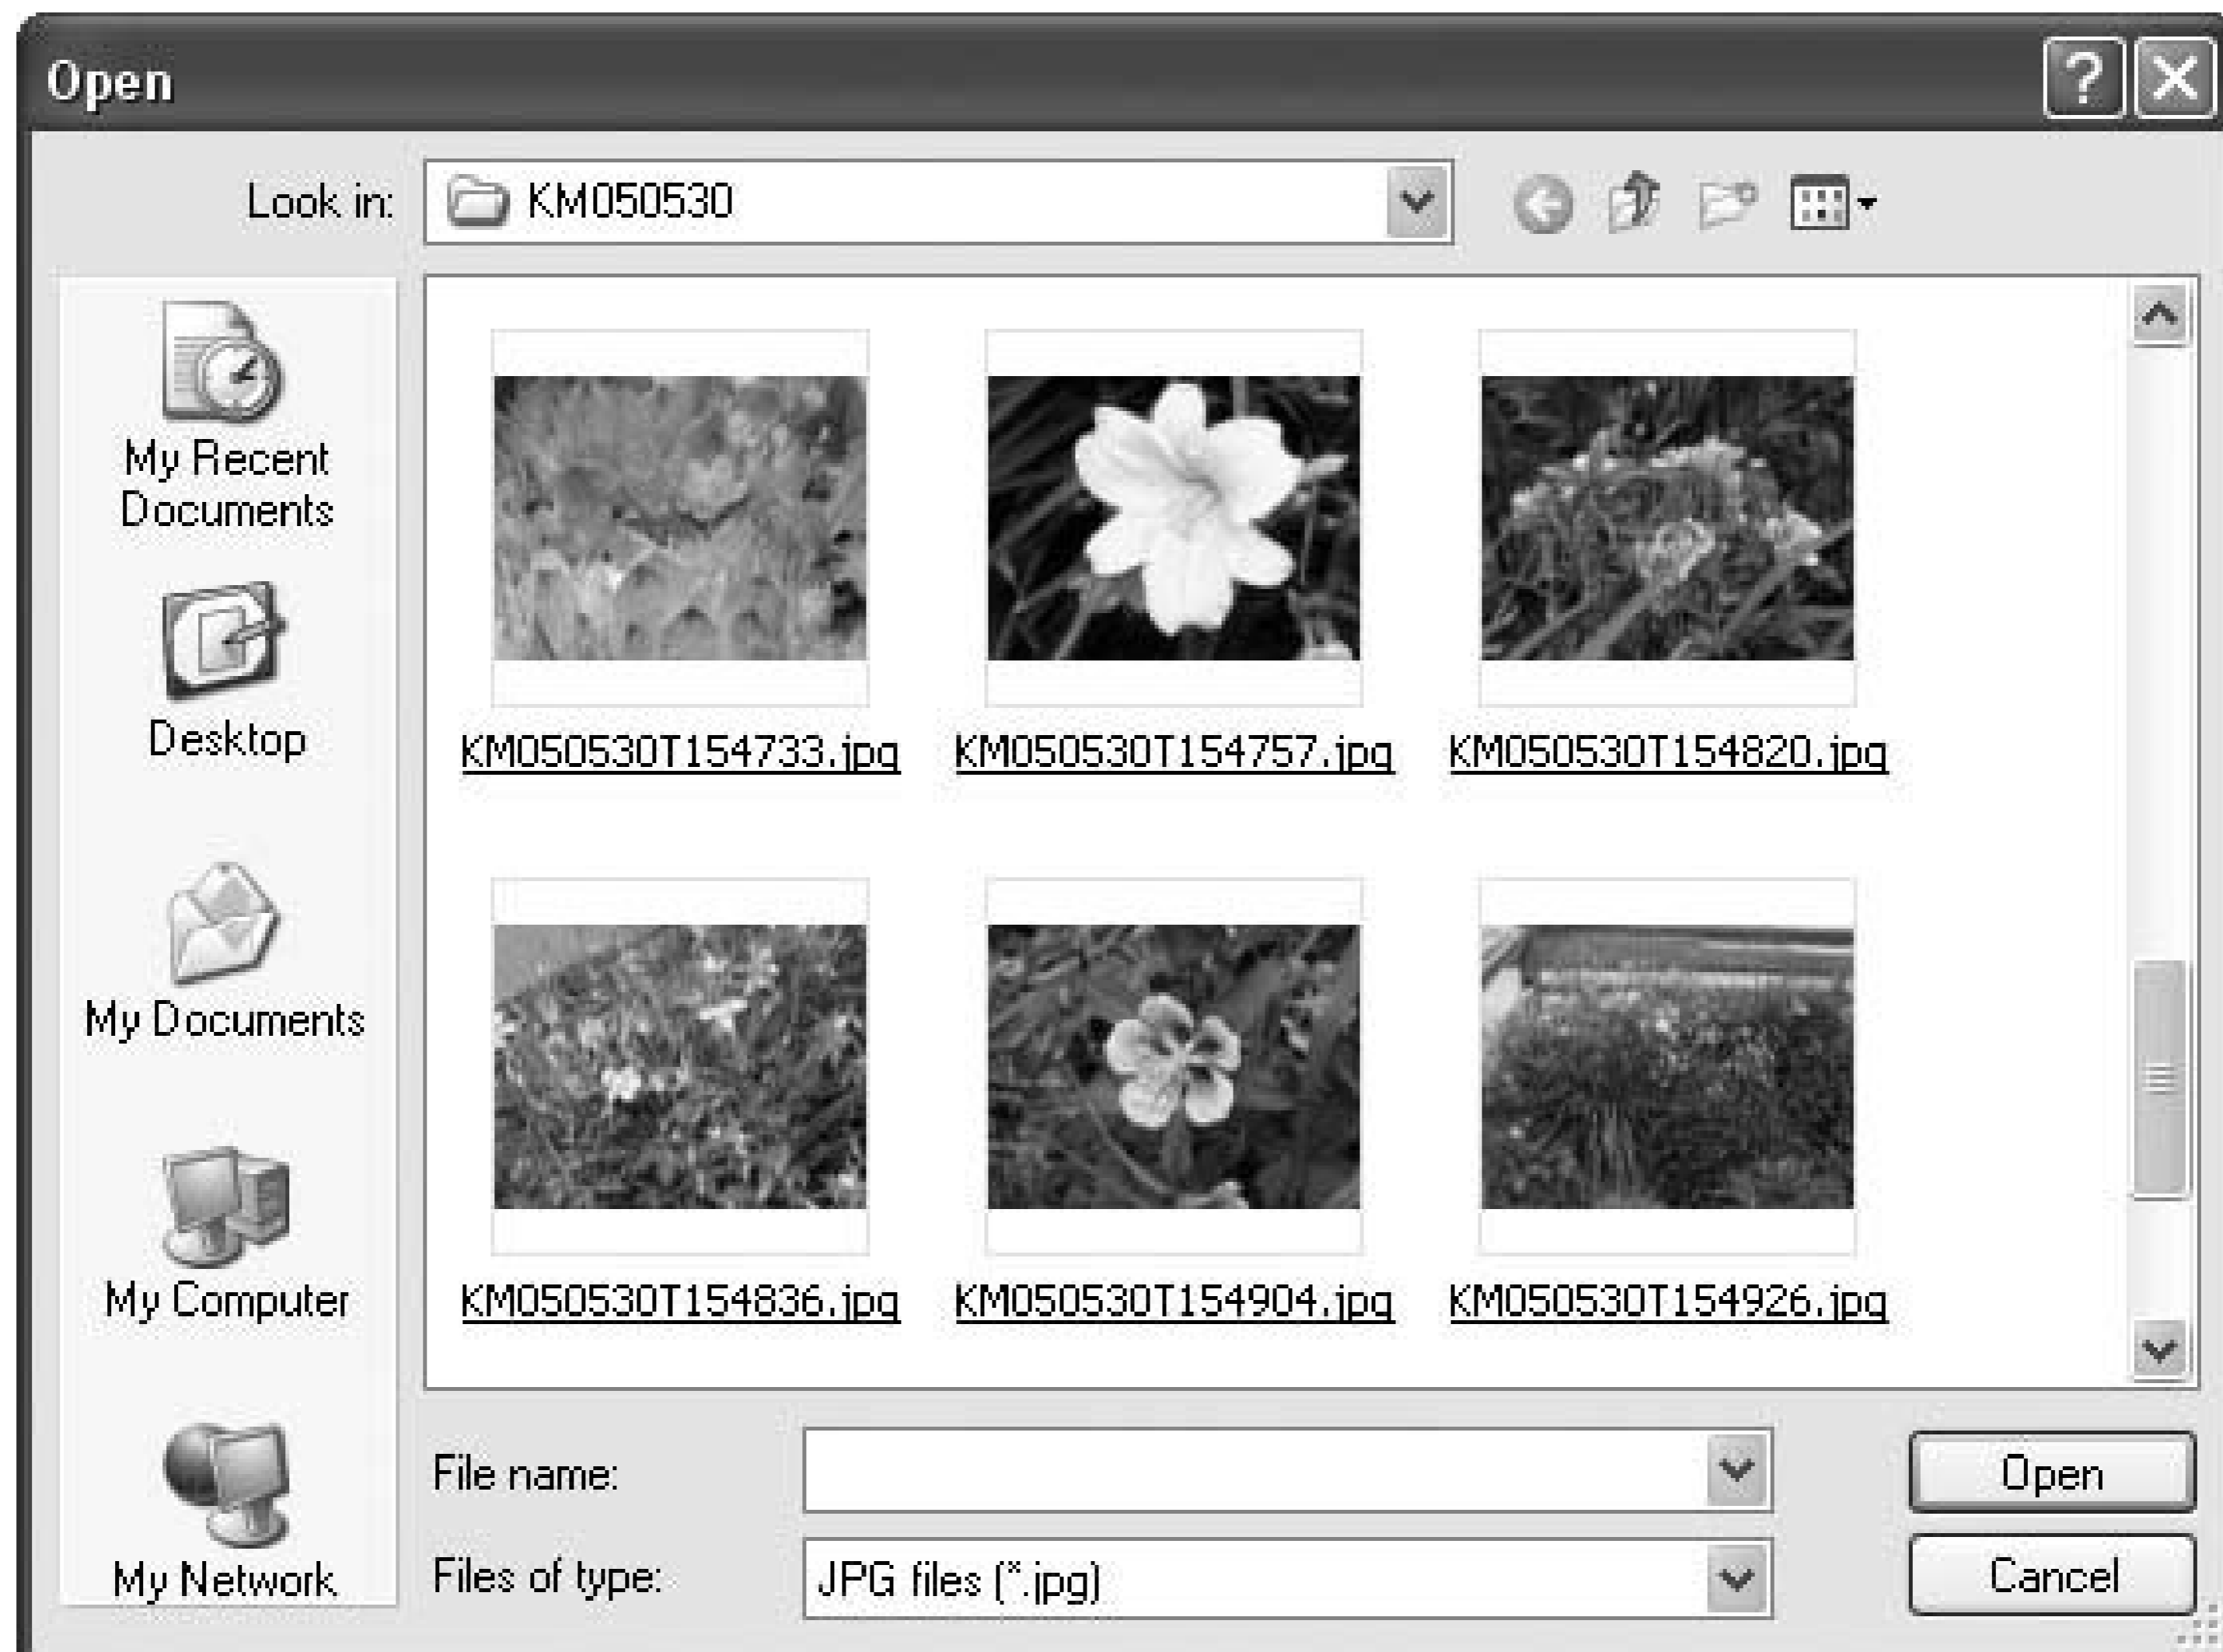 Open
Look in: KM050530
My Recent
Documents
Desktop
My Documents
My Computer
My Network
KM050530T154733.jpg KM050530T154757.jpg KM050530T154820.jpg
KM050530T154836.jpg KM050530T154904.jpg KM050530T154926.jpg
File name: Open
Files of type: JPG files (*.jpg) Cancel